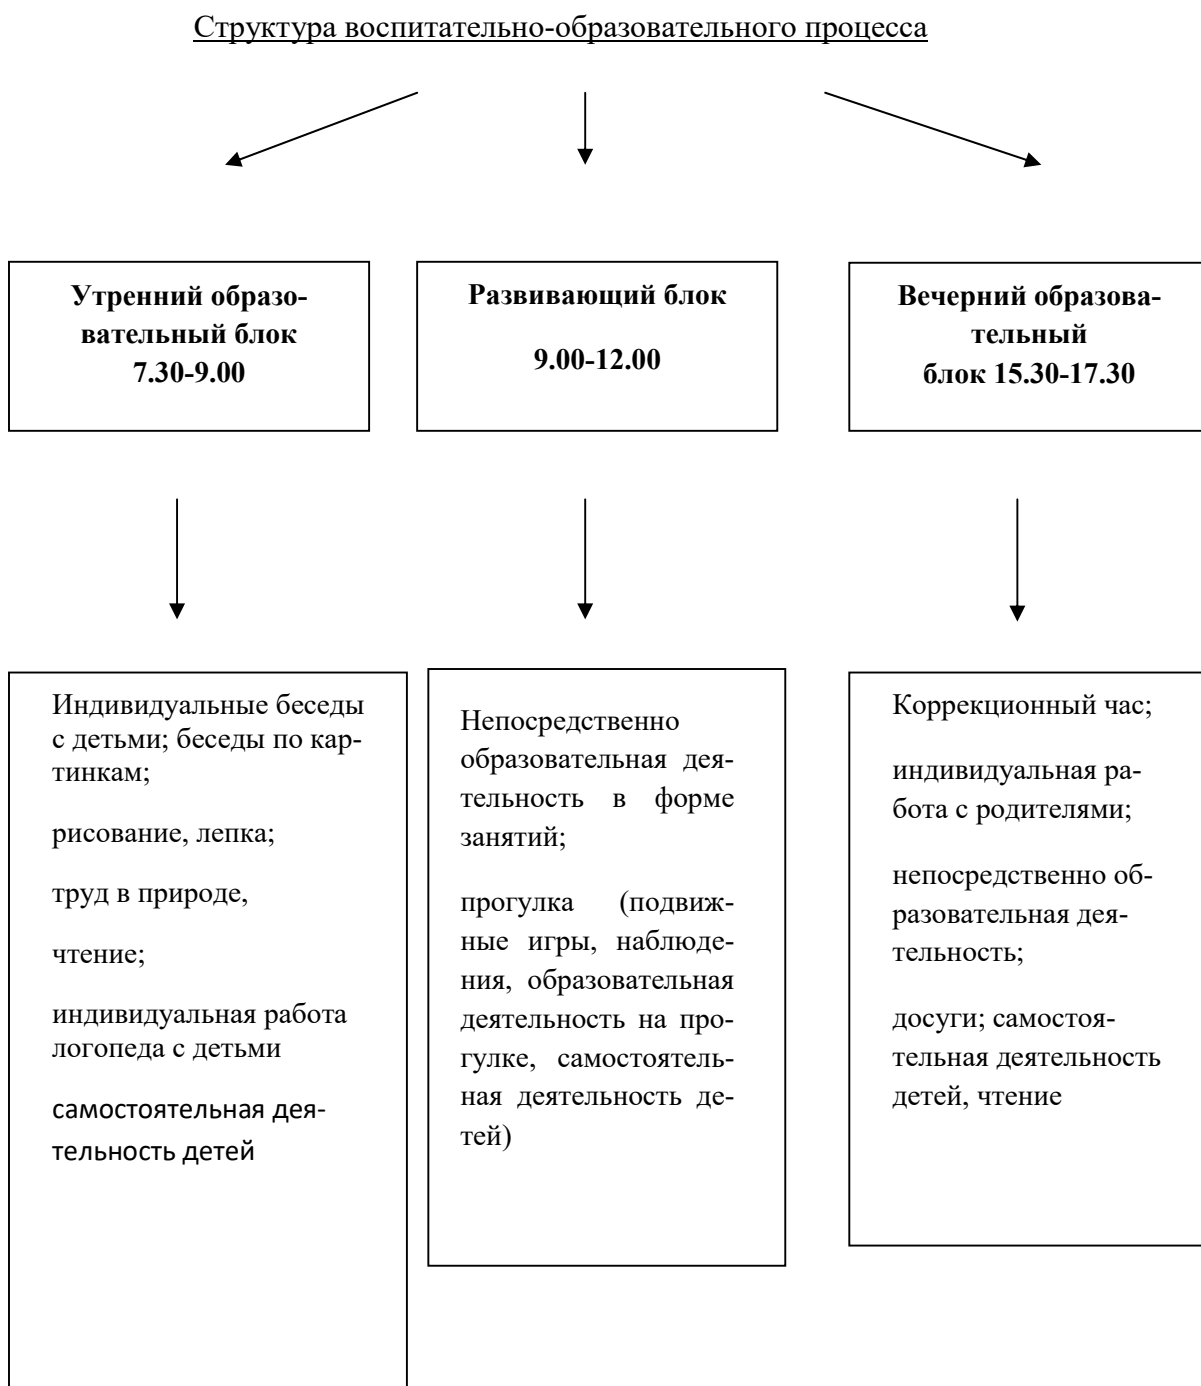 Структура воспитательно-образовательного процесса
Утренний образо-
вательный блок
7.30-9.00
Развивающий блок
9.00-12.00
Вечерний образова-
тельный
блок 15.30-17.30
Индивидуальные беседы
с детьми; беседы по кар-
тинкам;
рисование, лепка;
труд в природе,
чтение;
индивидуальная работа
логопеда с детьми
самостоятельная дея-
тельность детей
Непосредственно
образовательная дея-
тельность в форме
занятий;
прогулка (подвиж-
ные игры, наблюде-
ния, образовательная
деятельность на про-
гулке, самостоятель-
ная деятельность де-
тей)
Коррекционный час;
индивидуальная ра-
бота с родителями;
непосредственно об-
разовательная дея-
тельность;
досуги; самостоя-
тельная деятельность
детей, чтение